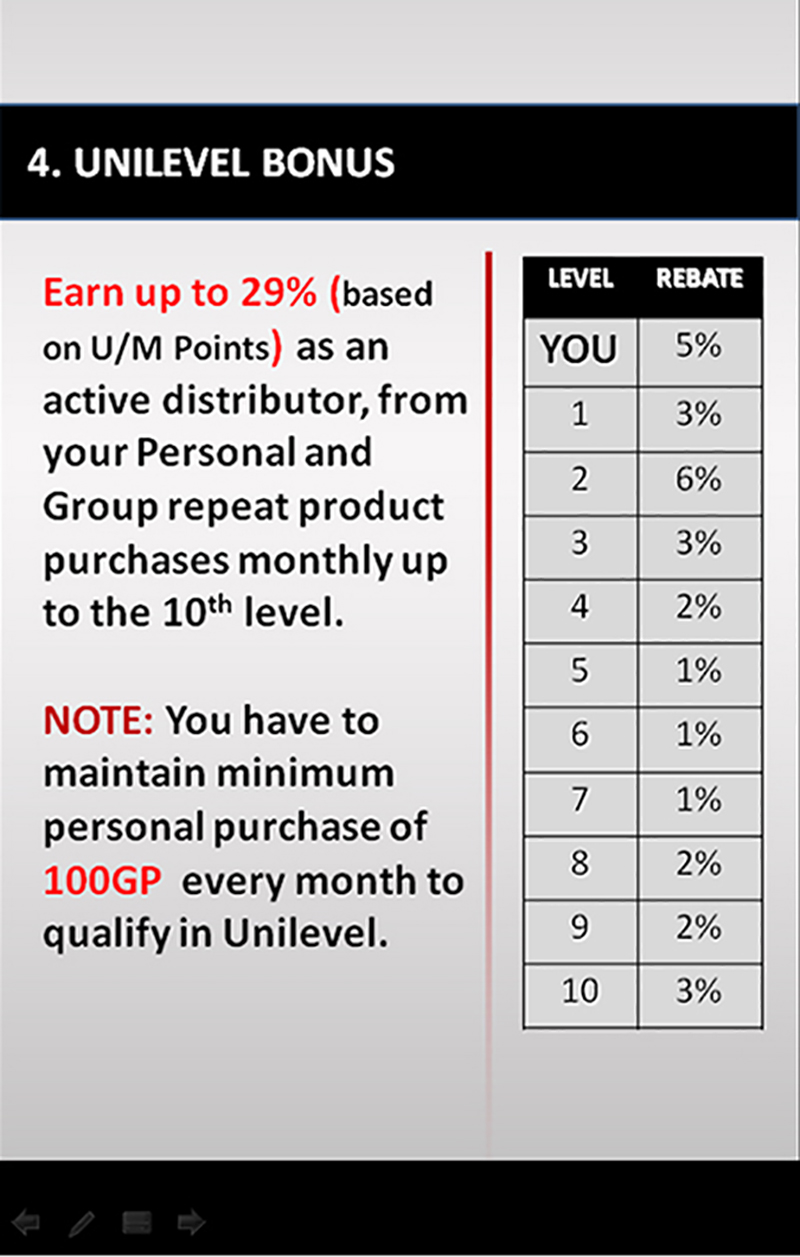 4. UNILEVEL BONUS
Earn up to 29% (based
on U/M Points) as an
active distributor, from
your Personal and
Group repeat product
purchases monthly up
to the 10th level.
NOTE: You have to
maintain minimum
personal purchase of
100GP every month to
qualify in Unilevel.
LEVEL REBATE
YOU 5%
1 3%
2 6%
3 3%
4 2%
5 1%
6 1%
7 1%
8 2%
9 2%
10 3%